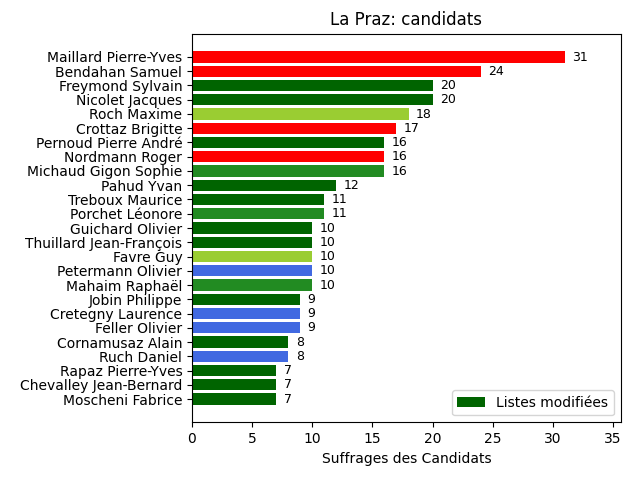 La Praz: candidats
Maillard Pierre-Yves 31
Bendahan Samuel 24
Freymond Sylvain 20
Nicolet Jacques 20
Roch Maxime 18
Crottaz Brigitte 17
Pernoud Pierre André 16
Nordmann Roger 16
Michaud Gigon Sophie 16
Pahud Yvan 12
Treboux Maurice 11
Porchet Léonore 11
Guichard Olivier 10
Thuillard Jean-François 10
Favre Guy 10
Petermann Olivier 10
Mahaim Raphaël 10
Jobin Philippe 9
Cretegny Laurence 9
Feller Olivier 9
Cornamusaz Alain 8
Ruch Daniel 8
Rapaz Pierre-Yves 7
Chevalley Jean-Bernard 7
Moscheni Fabrice 7
Listes modifiées
0 5 10 15 20 25 30 35
Suffrages des Candidats